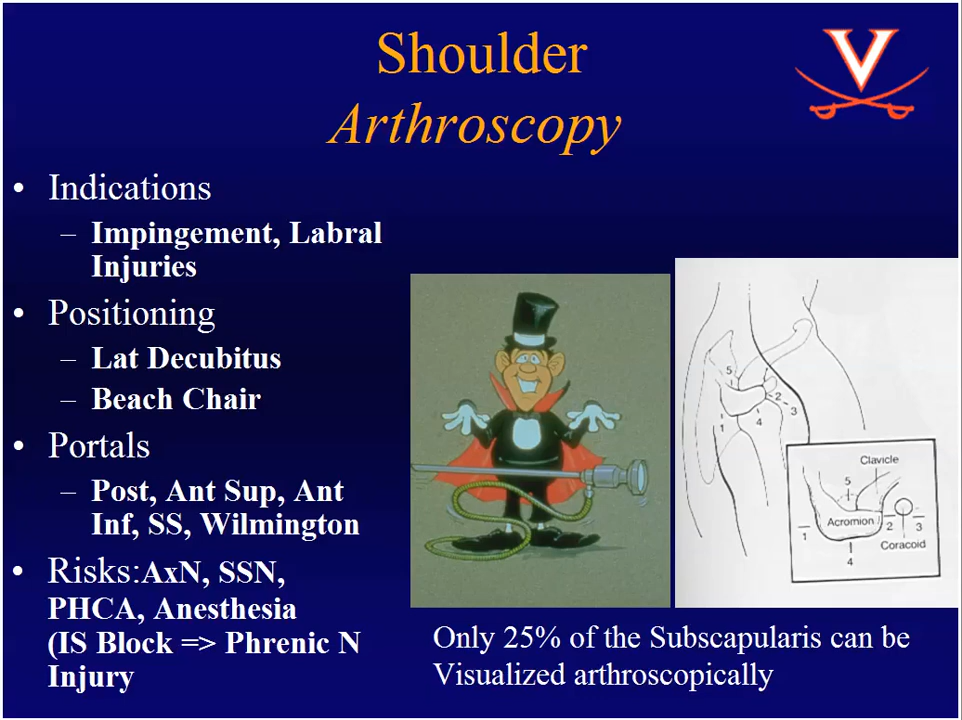 Shoulder
Arthroscopy
V
• Indications
– Impingement, Labral
Injuries
• Positioning
– Lat Decubitus
– Beach Chair
• Portals
– Post, Ant Sup, Ant
Inf, SS, Wilmington
• Risks:AxN, SSN,
PHCA, Anesthesia
(IS Block => Phrenic N
Injury
5
2
3
1
4
Clavicle
5
Acromion
1
2
3
Coracoid
4
Only 25% of the Subscapularis can be
Visualized arthroscopically